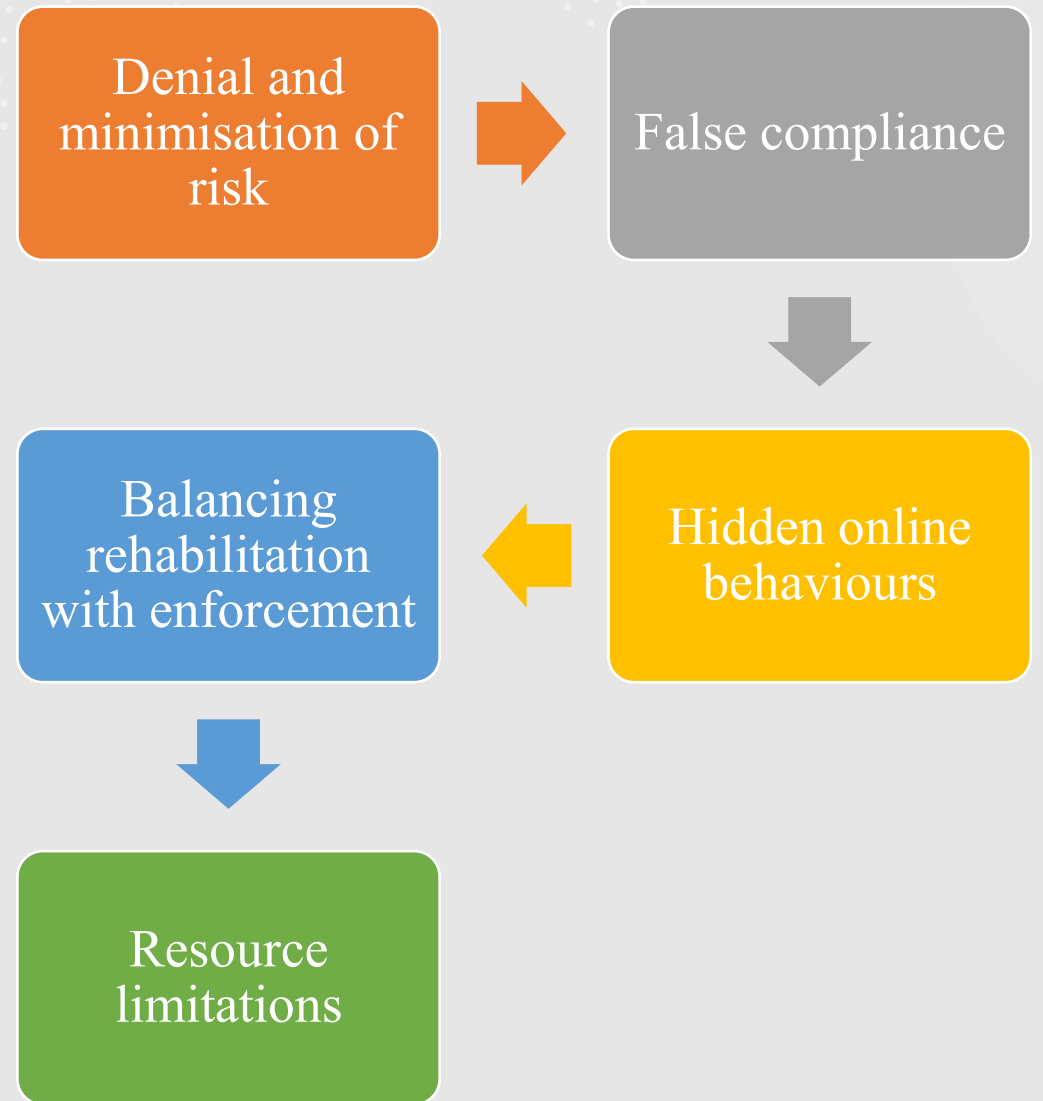 Denial and
minimisation of
risk
False compliance
Hidden online
behaviours
Balancing
rehabilitation
with enforcement
Resource
limitations